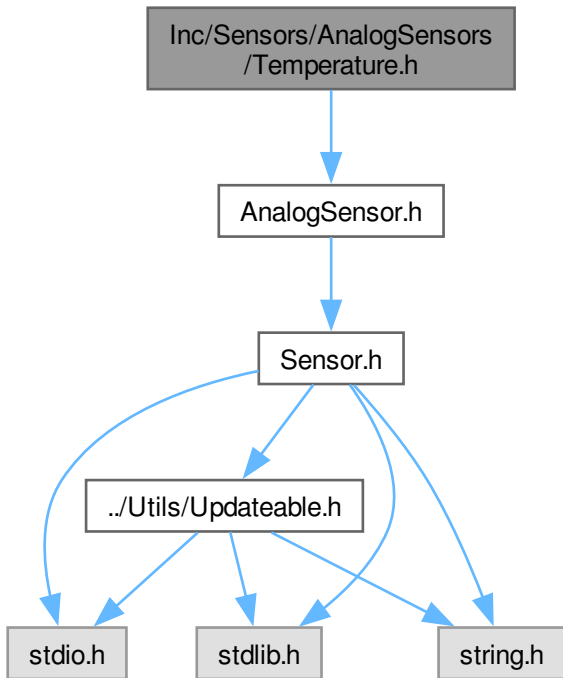 Inc/Sensors/AnalogSensors
/Temperature.h
AnalogSensor.h
Sensor.h
../Utils/Updateable.h
stdio.h
stdlib.h
string.h